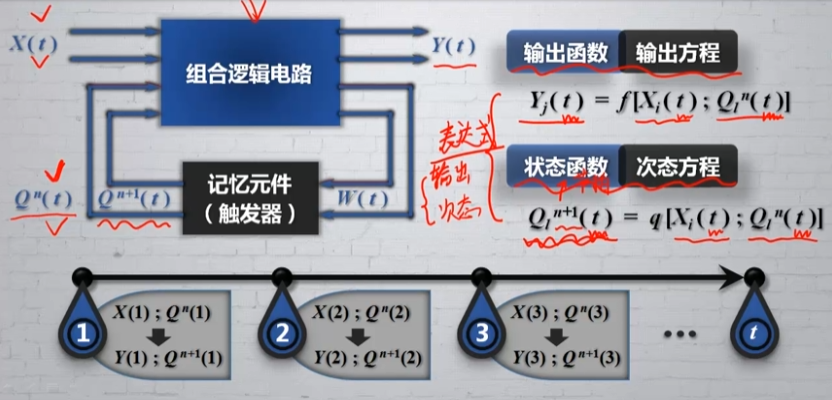 X(t)
组合逻辑电路
Y(t)
输出函数 输出方程
Y_j(t) = f[X_i(t) ; Q_l^n(t)]
表达式
输出
次态
状态函数 次态方程
Q_l^{n+1}(t) = q[X_i(t) ; Q_l^n(t)]
Q^n(t)
Q^{n+1}(t)
记忆元件
(触发器)
W(t)
1
X(1) ; Q^n(1)
Y(1) ; Q^{n+1}(1)
2
X(2) ; Q^n(2)
Y(2) ; Q^{n+1}(2)
3
X(3) ; Q^n(3)
Y(3) ; Q^{n+1}(3)
•••
t